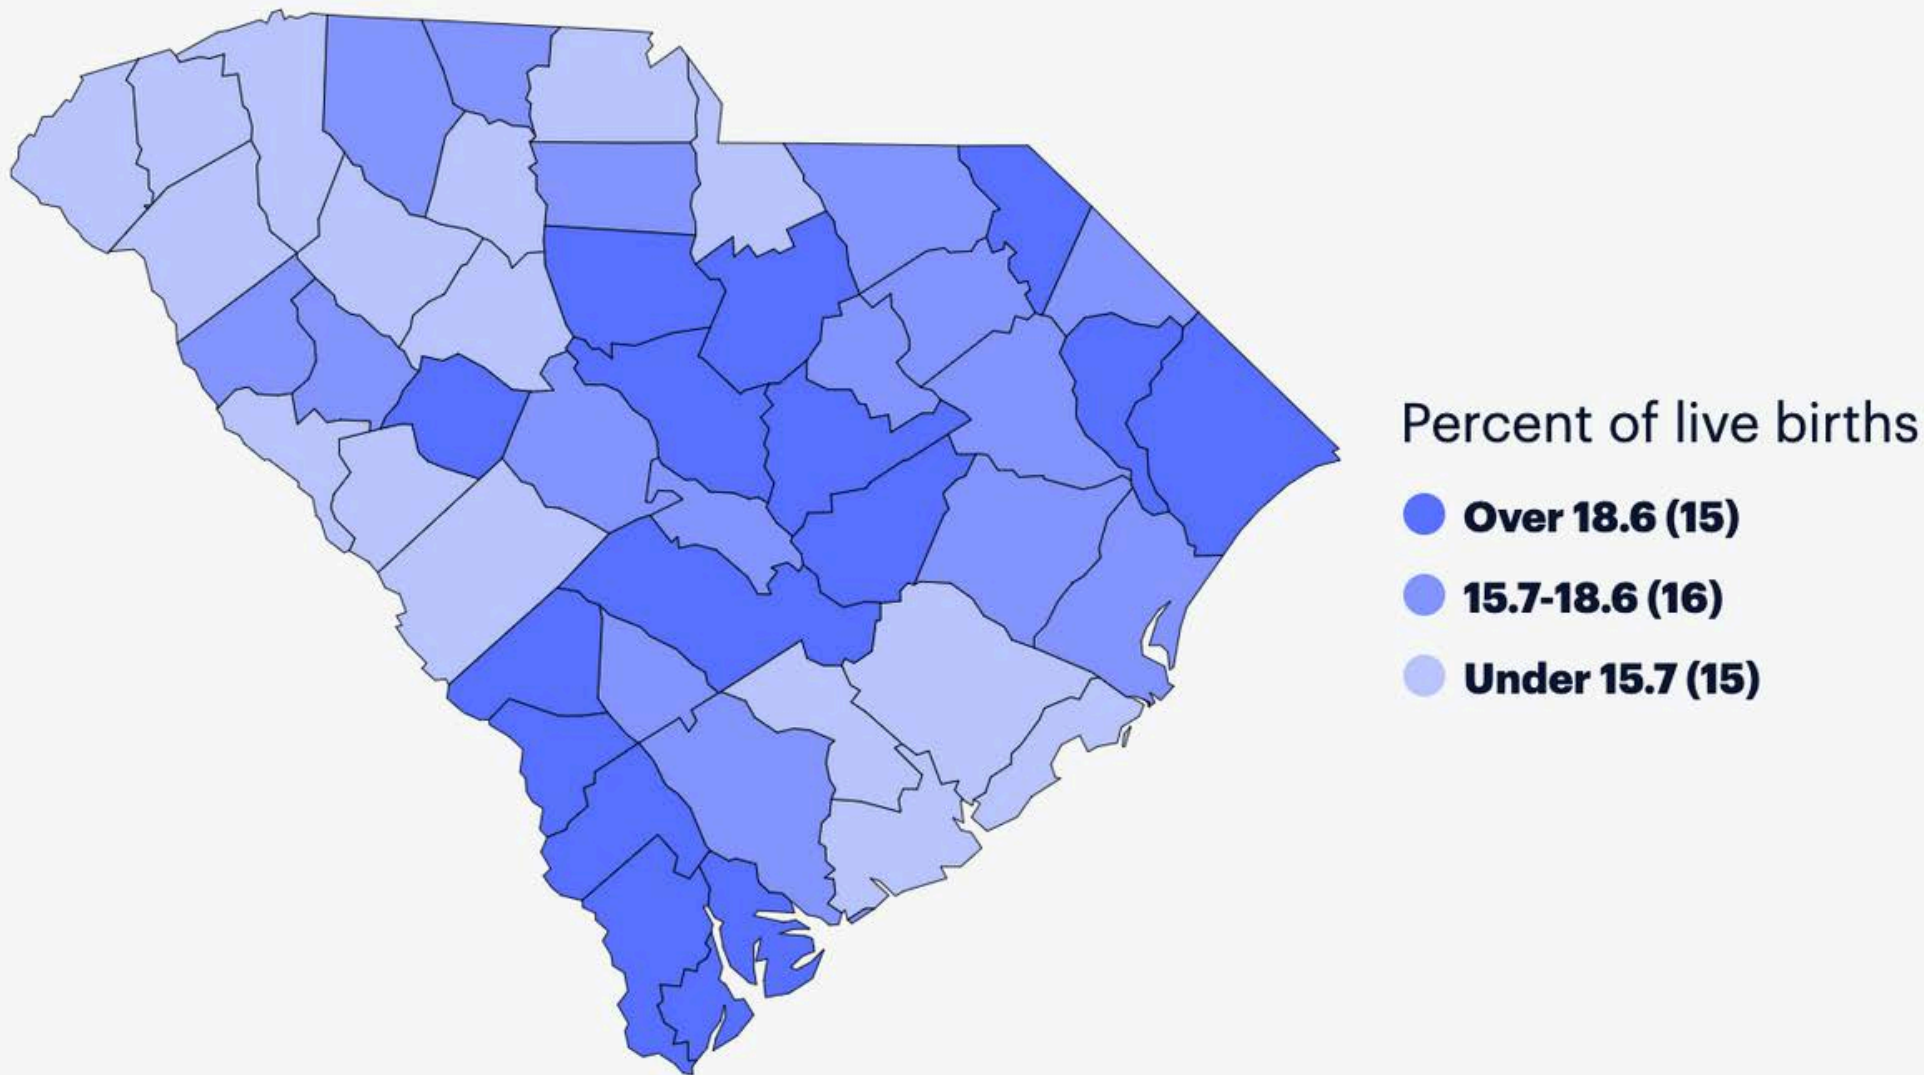 Percent of live births
Over 18.6 (15)
15.7-18.6 (16)
Under 15.7 (15)